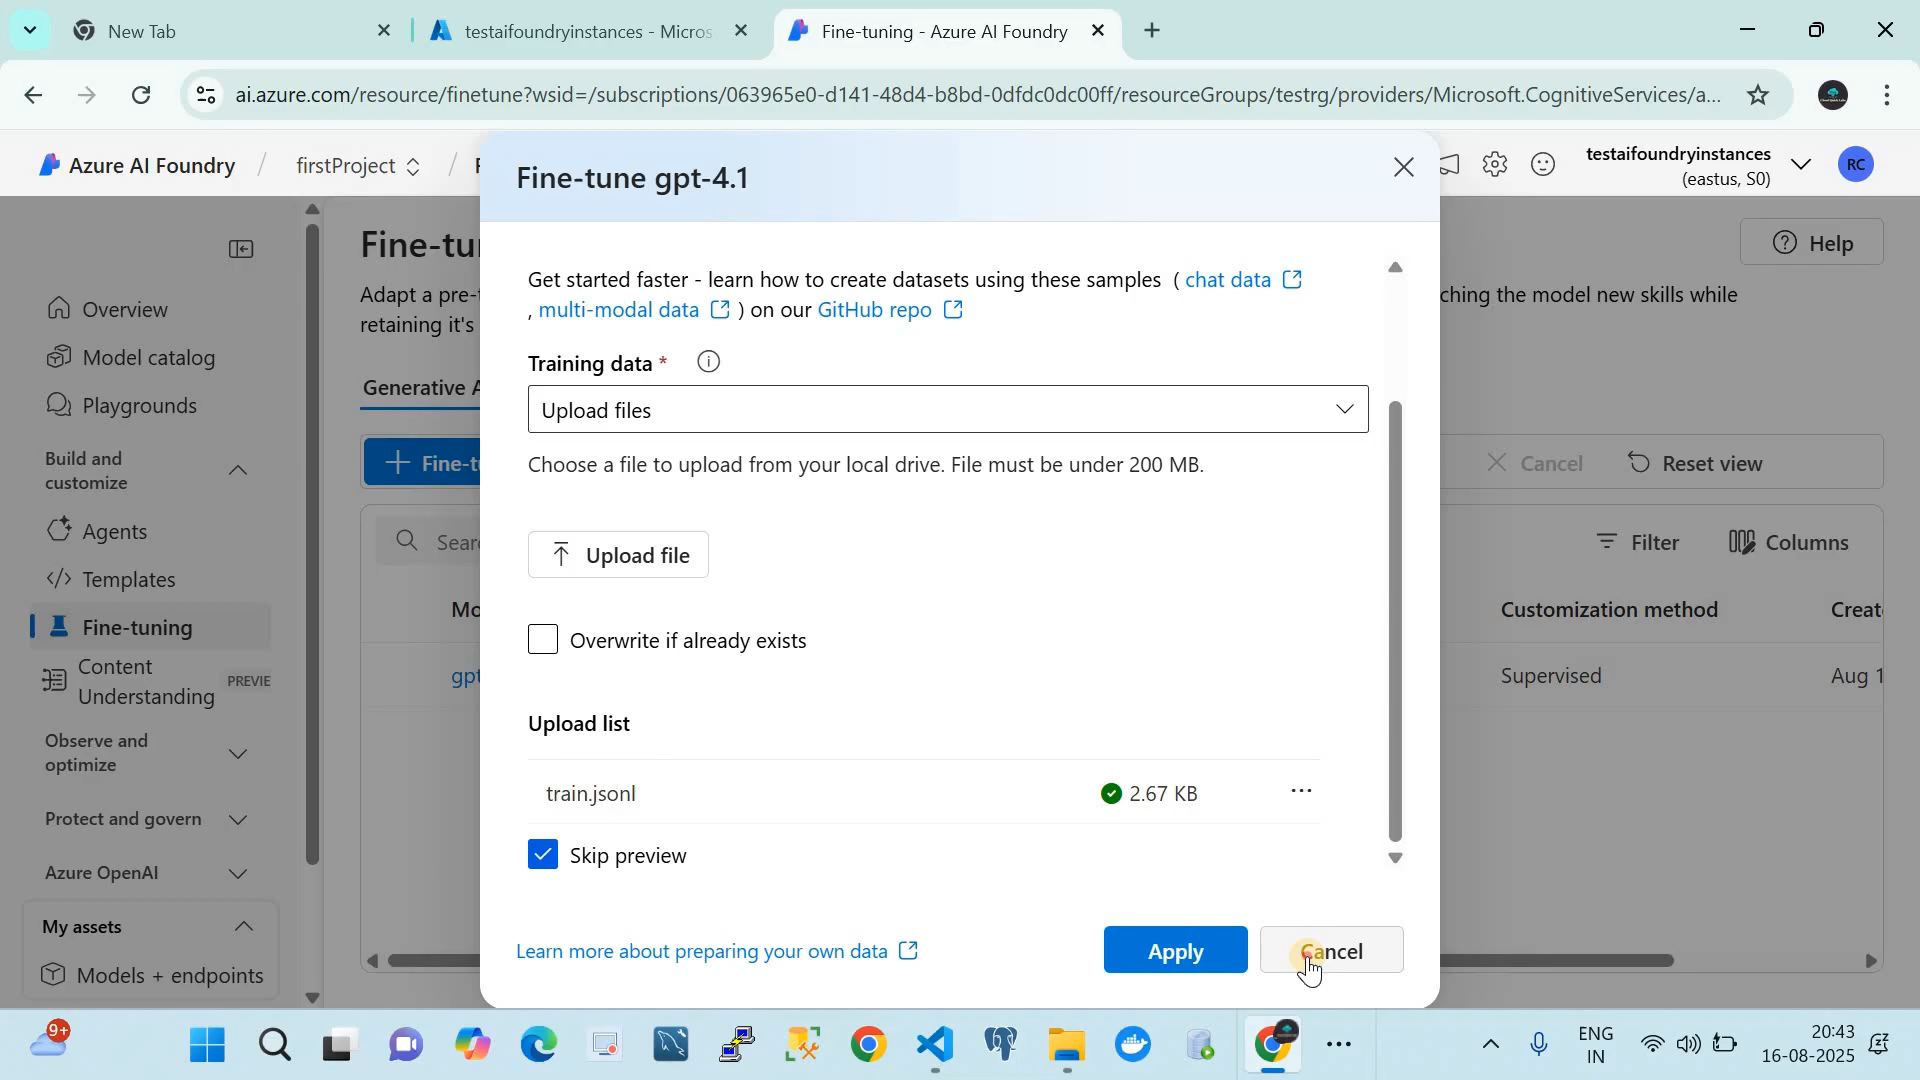 New Tab
testaifoundryinstances - Micros
Fine-tuning - Azure AI Foundry
ai.azure.com/resource/finetune?wsid=/subscriptions/063965e0-d141-48d4-b8bd-0dfdc0dc00ff/resourceGroups/testrg/providers/Microsoft.CognitiveServices/a...
Azure AI Foundry / firstProject /
testaifoundryinstances
(eastus, S0)
RC
Fine-tune gpt-4.1
Fine-tu
Help
Adapt a pre-t
ching the model new skills while
retaining it's
Generative A
Overview
Model catalog
Playgrounds
Build and
customize
Agents
Templates
Fine-tuning
Content
Understanding
PREVIE
Observe and
optimize
Protect and govern
Azure OpenAI
My assets
Models + endpoints
Fine-t
Cancel
Reset view
Sear
Filter
Columns
Mo
Customization method
Creat
gpt
Supervised
Aug 1
Get started faster - learn how to create datasets using these samples ( chat data
, multi-modal data ) on our GitHub repo
Training data *
Upload files
Choose a file to upload from your local drive. File must be under 200 MB.
Upload file
Overwrite if already exists
Upload list
train.jsonl
2.67 KB
...
Skip preview
Learn more about preparing your own data
Apply
Cancel
9+
ENG
IN
20:43
16-08-2025